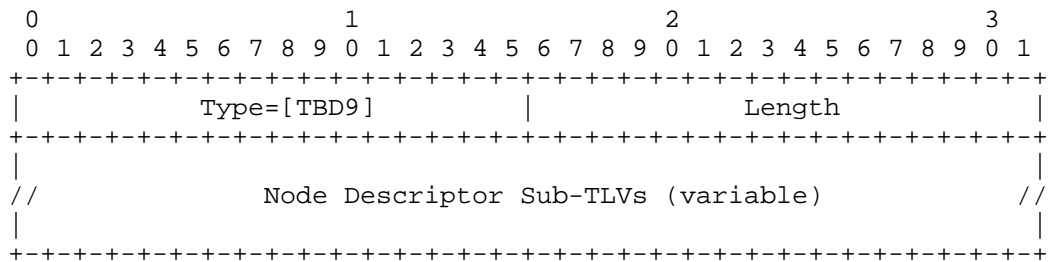 0                   1                   2                   3
 0 1 2 3 4 5 6 7 8 9 0 1 2 3 4 5 6 7 8 9 0 1 2 3 4 5 6 7 8 9 0 1
+-+-+-+-+-+-+-+-+-+-+-+-+-+-+-+-+-+-+-+-+-+-+-+-+-+-+-+-+-+-+-+-+
|           Type=[TBD9]         |             Length            |
+-+-+-+-+-+-+-+-+-+-+-+-+-+-+-+-+-+-+-+-+-+-+-+-+-+-+-+-+-+-+-+-+
|                                                               |
//              Node Descriptor Sub-TLVs (variable)            //
|                                                               |
+-+-+-+-+-+-+-+-+-+-+-+-+-+-+-+-+-+-+-+-+-+-+-+-+-+-+-+-+-+-+-+-+